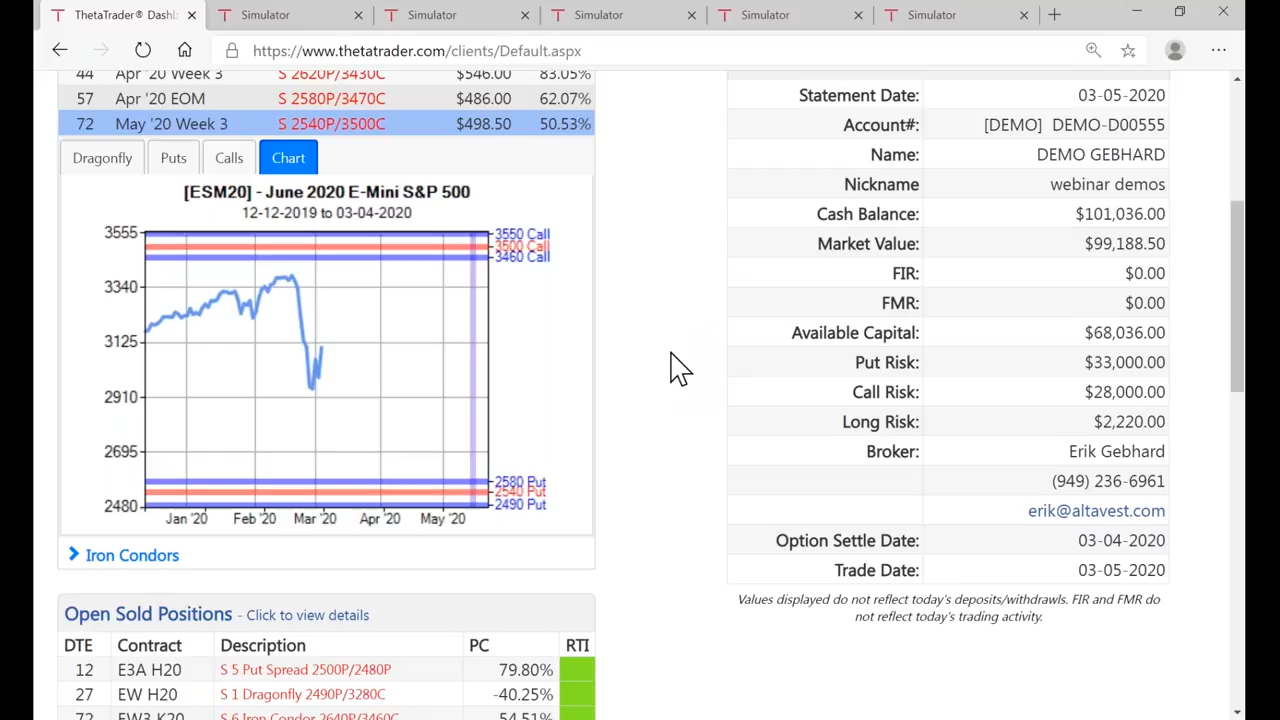 ThetaTrader® Dashb
Simulator
Simulator
Simulator
Simulator
Simulator
https://www.thetatrader.com/clients/Default.aspx
44 Apr '20 Week 3 S 2620P/3430C $546.00 83.05%
57 Apr '20 EOM S 2580P/3470C $486.00 62.07%
72 May '20 Week 3 S 2540P/3500C $498.50 50.53%
Dragonfly Puts Calls Chart
[ESM20] - June 2020 E-Mini S&P 500
12-12-2019 to 03-04-2020
3555
3340
3125
2910
2695
2480
3550 Call
3500 Call
3460 Call
2580 Put
2540 Put
2490 Put
Jan '20 Feb '20 Mar '20 Apr '20 May '20
Iron Condors
Open Sold Positions - Click to view details
DTE Contract Description PC RTI
12 E3A H20 S 5 Put Spread 2500P/2480P 79.80%
27 EW H20 S 1 Dragonfly 2490P/3280C -40.25%
72 EW3 K20 S 6 Iron Condor 2640P/3460C 54.51%
Statement Date: 03-05-2020
Account#: [DEMO] DEMO-D00555
Name: DEMO GEBHARD
Nickname webinar demos
Cash Balance: $101,036.00
Market Value: $99,188.50
FIR: $0.00
FMR: $0.00
Available Capital: $68,036.00
Put Risk: $33,000.00
Call Risk: $28,000.00
Long Risk: $2,220.00
Broker: Erik Gebhard
(949) 236-6961
erik@altavest.com
Option Settle Date: 03-04-2020
Trade Date: 03-05-2020
Values displayed do not reflect today's deposits/withdrawls. FIR and FMR do
not reflect today's trading activity.